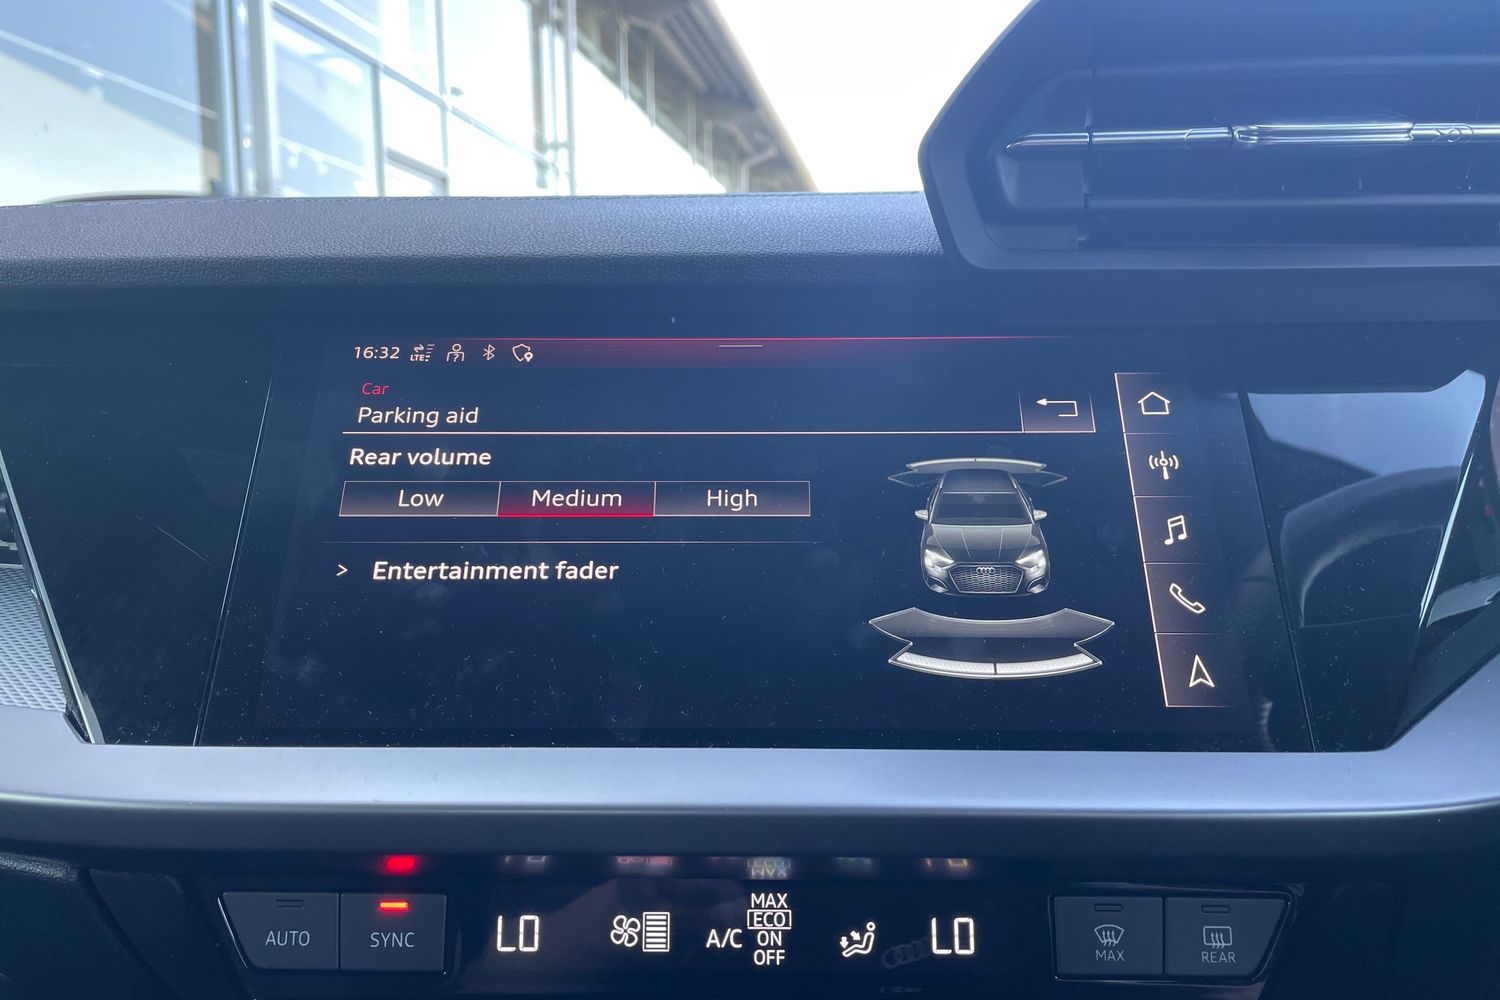 16:32 LTE
Car
Parking aid
Rear volume
Low Medium High
> Entertainment fader
AUTO
SYNC
LO
A/C
MAX
ECO
ON
OFF
LO
MAX
REAR